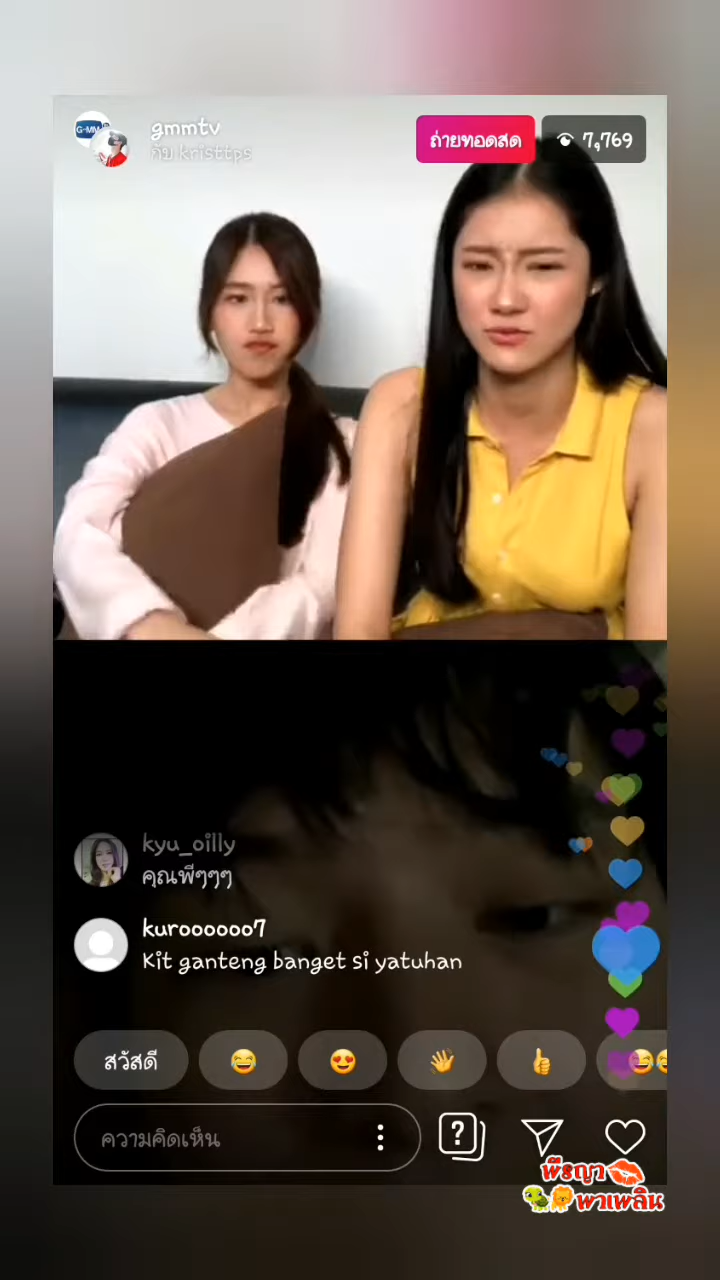 G-MM
gmmtv
กับ kristtps
ถ่ายทอดสด
7,769
kyu_oilly
คุณพีๆๆๆ
kuroooooo7
Kit ganteng banget si yatuhan
สวัสดี
ความคิดเห็น
?
พีรญา
พาเพลิน